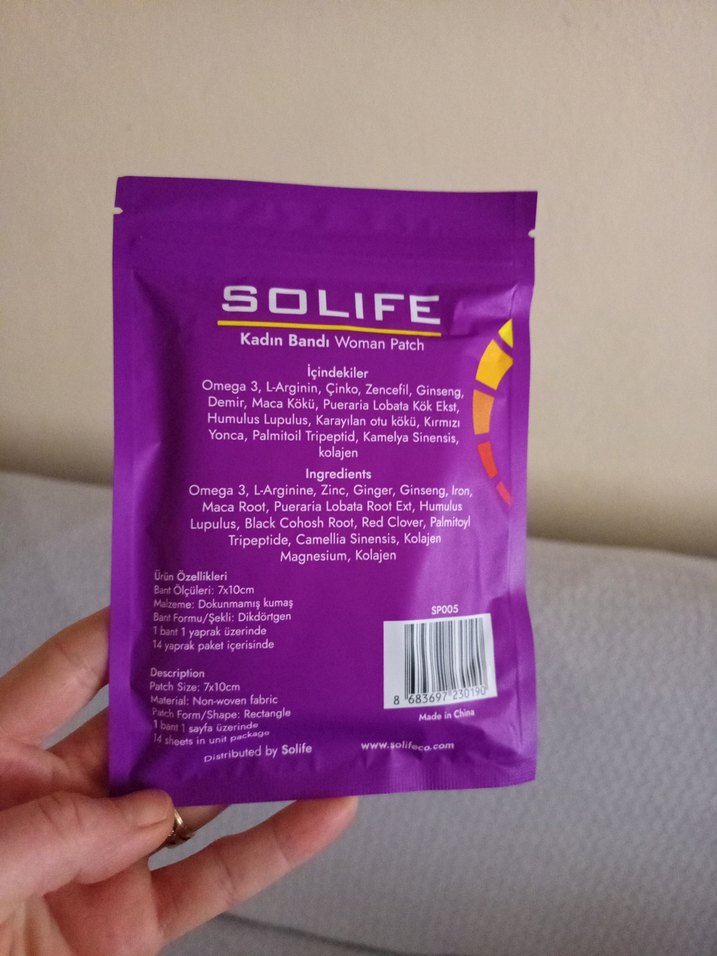 SOLIFE
Kadın Bandı Woman Patch
İçindekiler
Omega 3, L-Arginin, Çinko, Zencefil, Ginseng,
Demir, Maca Kökü, Pueraria Lobata Kök Ekst,
Humulus Lupulus, Karayılan otu kökü, Kırmızı
Yonca, Palmitoil Tripeptid, Kamelya Sinensis,
kolajen
Ingredients
Omega 3, L-Arginine, Zinc, Ginger, Ginseng, Iron,
Maca Root, Pueraria Lobata Root Ext, Humulus
Lupulus, Black Cohosh Root, Red Clover, Palmitoyl
Tripeptide, Camellia Sinensis, Kolajen
Magnesium, Kolajen
Ürün Özellikleri
Bant Ölçüleri: 7x10cm
Malzeme: Dokunmamış kumaş
Bant Formu/Şekli: Dikdörtgen
1 bant 1 yaprak üzerinde
14 yaprak paket içerisinde
SP005
8 683697 230190
Made in China
Description
Patch Size: 7x10cm
Material: Non-woven fabric
Patch Form/Shape: Rectangle
1 bant 1 sayfa üzerinde
14 sheets in unit package
Distributed by Solife
www.solifeco.com